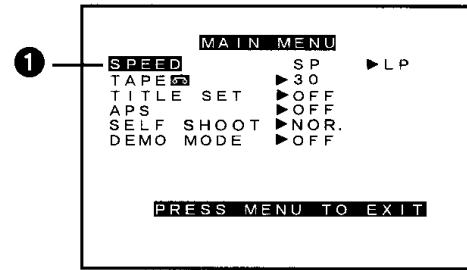 MAIN MENU
1 SPEED SP ▶LP
TAPE ▶30
TITLE SET ▶OFF
APS ▶OFF
SELF SHOOT ▶NOR.
DEMO MODE ▶OFF
PRESS MENU TO EXIT